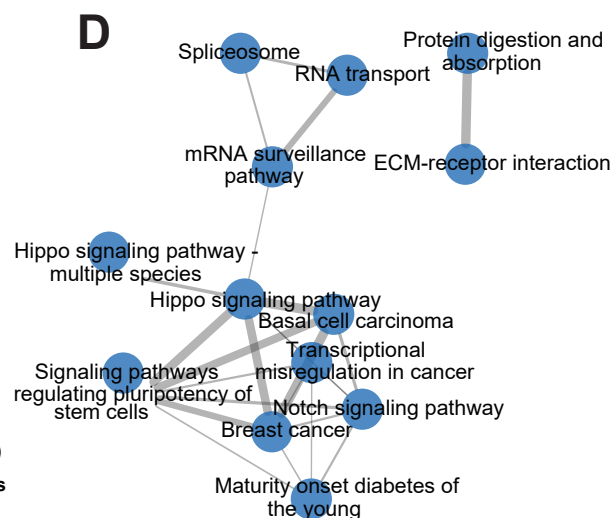 D
Spliceosome
RNA transport
Protein digestion and
absorption
mRNA surveillance
pathway
ECM-receptor interaction
Hippo signaling pathway -
multiple species
Hippo signaling pathway
Basal cell carcinoma
Transcriptional
misregulation in cancer
Signaling pathways
regulating pluripotency of
stem cells
Notch signaling pathway
Breast cancer
Maturity onset diabetes of
the young